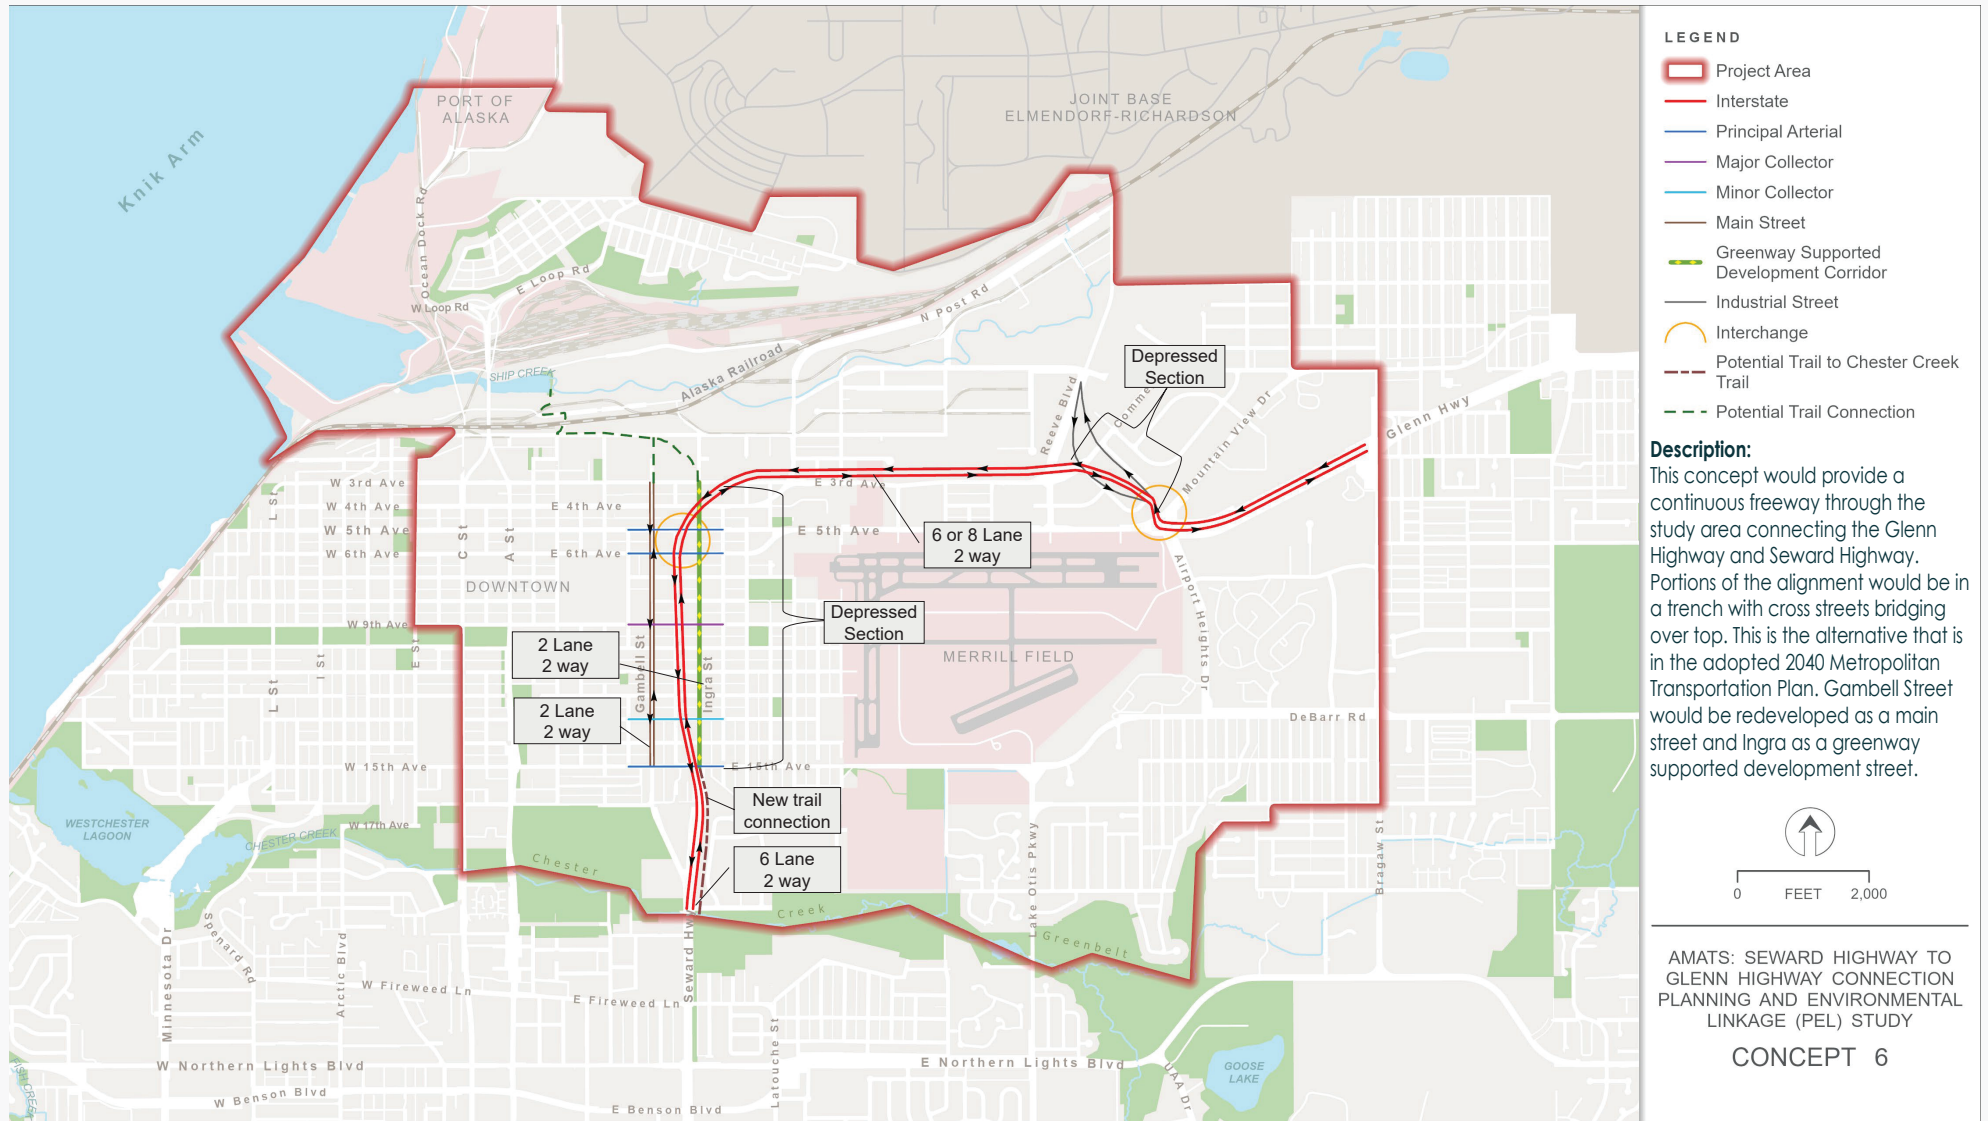 PORT OF
ALASKA
JOINT BASE
ELMENDORF-RICHARDSON
Knik Arm
Ocean Dock Rd
E Loop Rd
W Loop Rd
N Post Rd
SHIP CREEK
Alaska Railroad
Depressed
Section
Reeve Blvd
Comme
Mountain View Dr
Glenn Hwy
W 3rd Ave
E 3rd Ave
L St
W 4th Ave
E 4th Ave
W 5th Ave
E 5th Ave
C St
A St
W 6th Ave
E 6th Ave
6 or 8 Lane
2 way
DOWNTOWN
Airport Heights Dr
Depressed
Section
W 9th Ave
E St
I St
L St
2 Lane
2 way
Gambell St
Ingra St
MERRILL FIELD
2 Lane
2 way
DeBarr Rd
W 15th Ave
E 15th Ave
New trail
connection
WESTCHESTER
LAGOON
CHESTER CREEK
W 17th Ave
6 Lane
2 way
Chester
Creek
Greenbelt
Lake Otis Pkwy
Bragaw St
Minnesota Dr
Spenard Rd
Arctic Blvd
W Fireweed Ln
E Fireweed Ln
Seward Hwy
Latouche St
W Northern Lights Blvd
E Northern Lights Blvd
W Benson Blvd
E Benson Blvd
UAA Dr
GOOSE
LAKE
FISH CREEK
LEGEND
Project Area
Interstate
Principal Arterial
Major Collector
Minor Collector
Main Street
Greenway Supported
Development Corridor
Industrial Street
Interchange
Potential Trail to Chester Creek
Trail
Potential Trail Connection
Description:
This concept would provide a
continuous freeway through the
study area connecting the Glenn
Highway and Seward Highway.
Portions of the alignment would be in
a trench with cross streets bridging
over top. This is the alternative that is
in the adopted 2040 Metropolitan
Transportation Plan. Gambell Street
would be redeveloped as a main
street and Ingra as a greenway
supported development street.
0 FEET 2,000
AMATS: SEWARD HIGHWAY TO
GLENN HIGHWAY CONNECTION
PLANNING AND ENVIRONMENTAL
LINKAGE (PEL) STUDY
CONCEPT 6